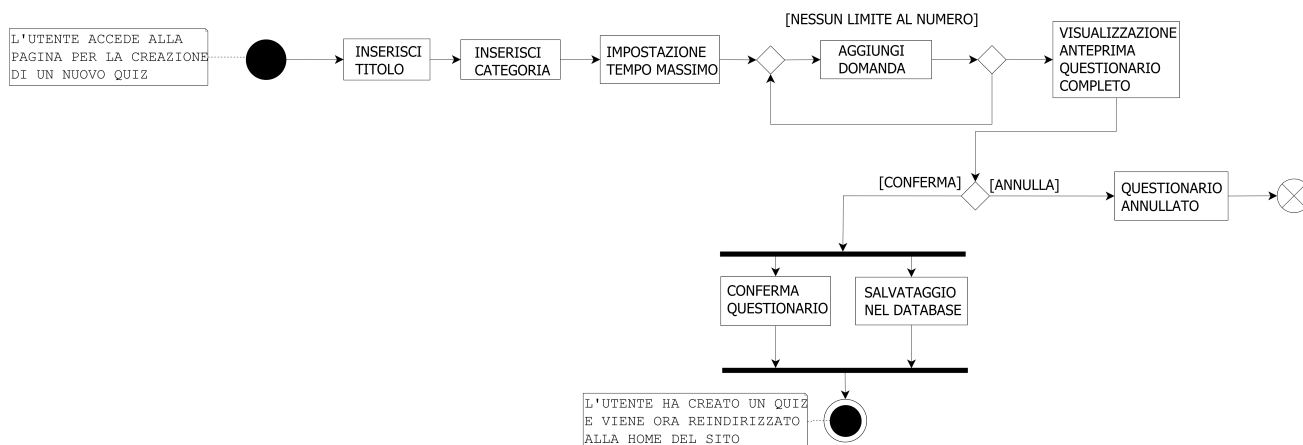 L'UTENTE ACCEDE ALLA
PAGINA PER LA CREAZIONE
DI UN NUOVO QUIZ
INSERISCI
TITOLO
INSERISCI
CATEGORIA
IMPOSTAZIONE
TEMPO MASSIMO
[NESSUN LIMITE AL NUMERO]
AGGIUNGI
DOMANDA
VISUALIZZAZIONE
ANTEPRIMA
QUESTIONARIO
COMPLETO
[CONFERMA]
[ANNULLA]
QUESTIONARIO
ANNULLATO
CONFERMA
QUESTIONARIO
SALVATAGGIO
NEL DATABASE
L'UTENTE HA CREATO UN QUIZ
E VIENE ORA REINDIRIZZATO
ALLA HOME DEL SITO